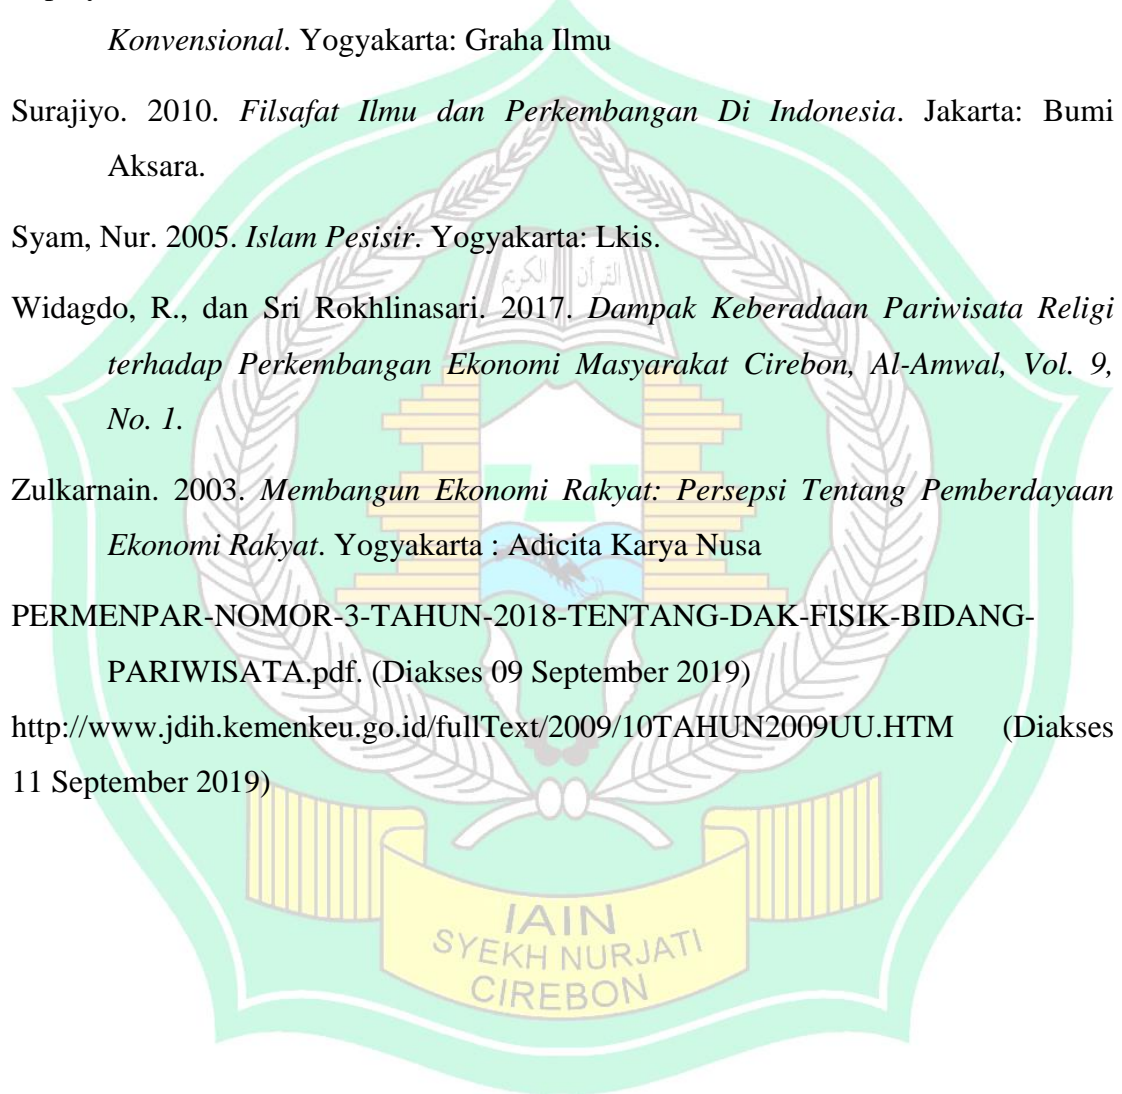 Konvensional. Yogyakarta: Graha Ilmu
Surajiyo. 2010. Filsafat Ilmu dan Perkembangan Di Indonesia. Jakarta: Bumi
Aksara.
Syam, Nur. 2005. Islam Pesisir. Yogyakarta: Lkis.
القرآن الكريم
Widagdo, R., dan Sri Rokhlinasari. 2017. Dampak Keberadaan Pariwisata Religi
terhadap Perkembangan Ekonomi Masyarakat Cirebon, Al-Amwal, Vol. 9,
No. 1.
Zulkarnain. 2003. Membangun Ekonomi Rakyat: Persepsi Tentang Pemberdayaan
Ekonomi Rakyat. Yogyakarta : Adicita Karya Nusa
PERMENPAR-NOMOR-3-TAHUN-2018-TENTANG-DAK-FISIK-BIDANG-
PARIWISATA.pdf. (Diakses 09 September 2019)
http://www.jdih.kemenkeu.go.id/fullText/2009/10TAHUN2009UU.HTM (Diakses
11 September 2019)
IAIN
SYEKH NURJATI
CIREBON